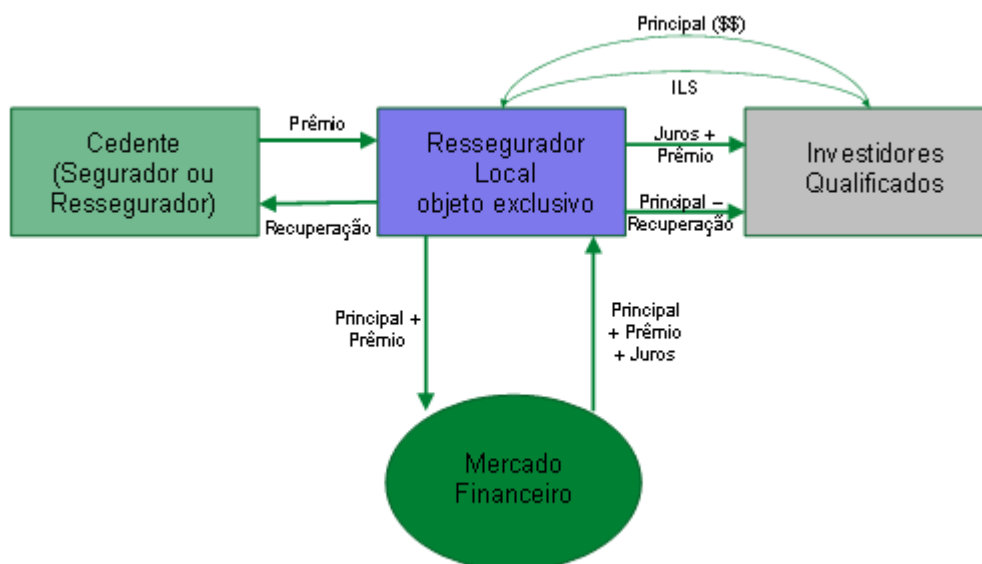 Principal ($$)
ILS
Cedente
(Segurador ou
Ressegurador)
Prêmio
Recuperação
Ressegurador
Local
objeto exclusivo
Juros +
Prêmio
Principal –
Recuperação
Investidores
Qualificados
Principal +
Prêmio
Principal
+ Prêmio
+ Juros
Mercado
Financeiro